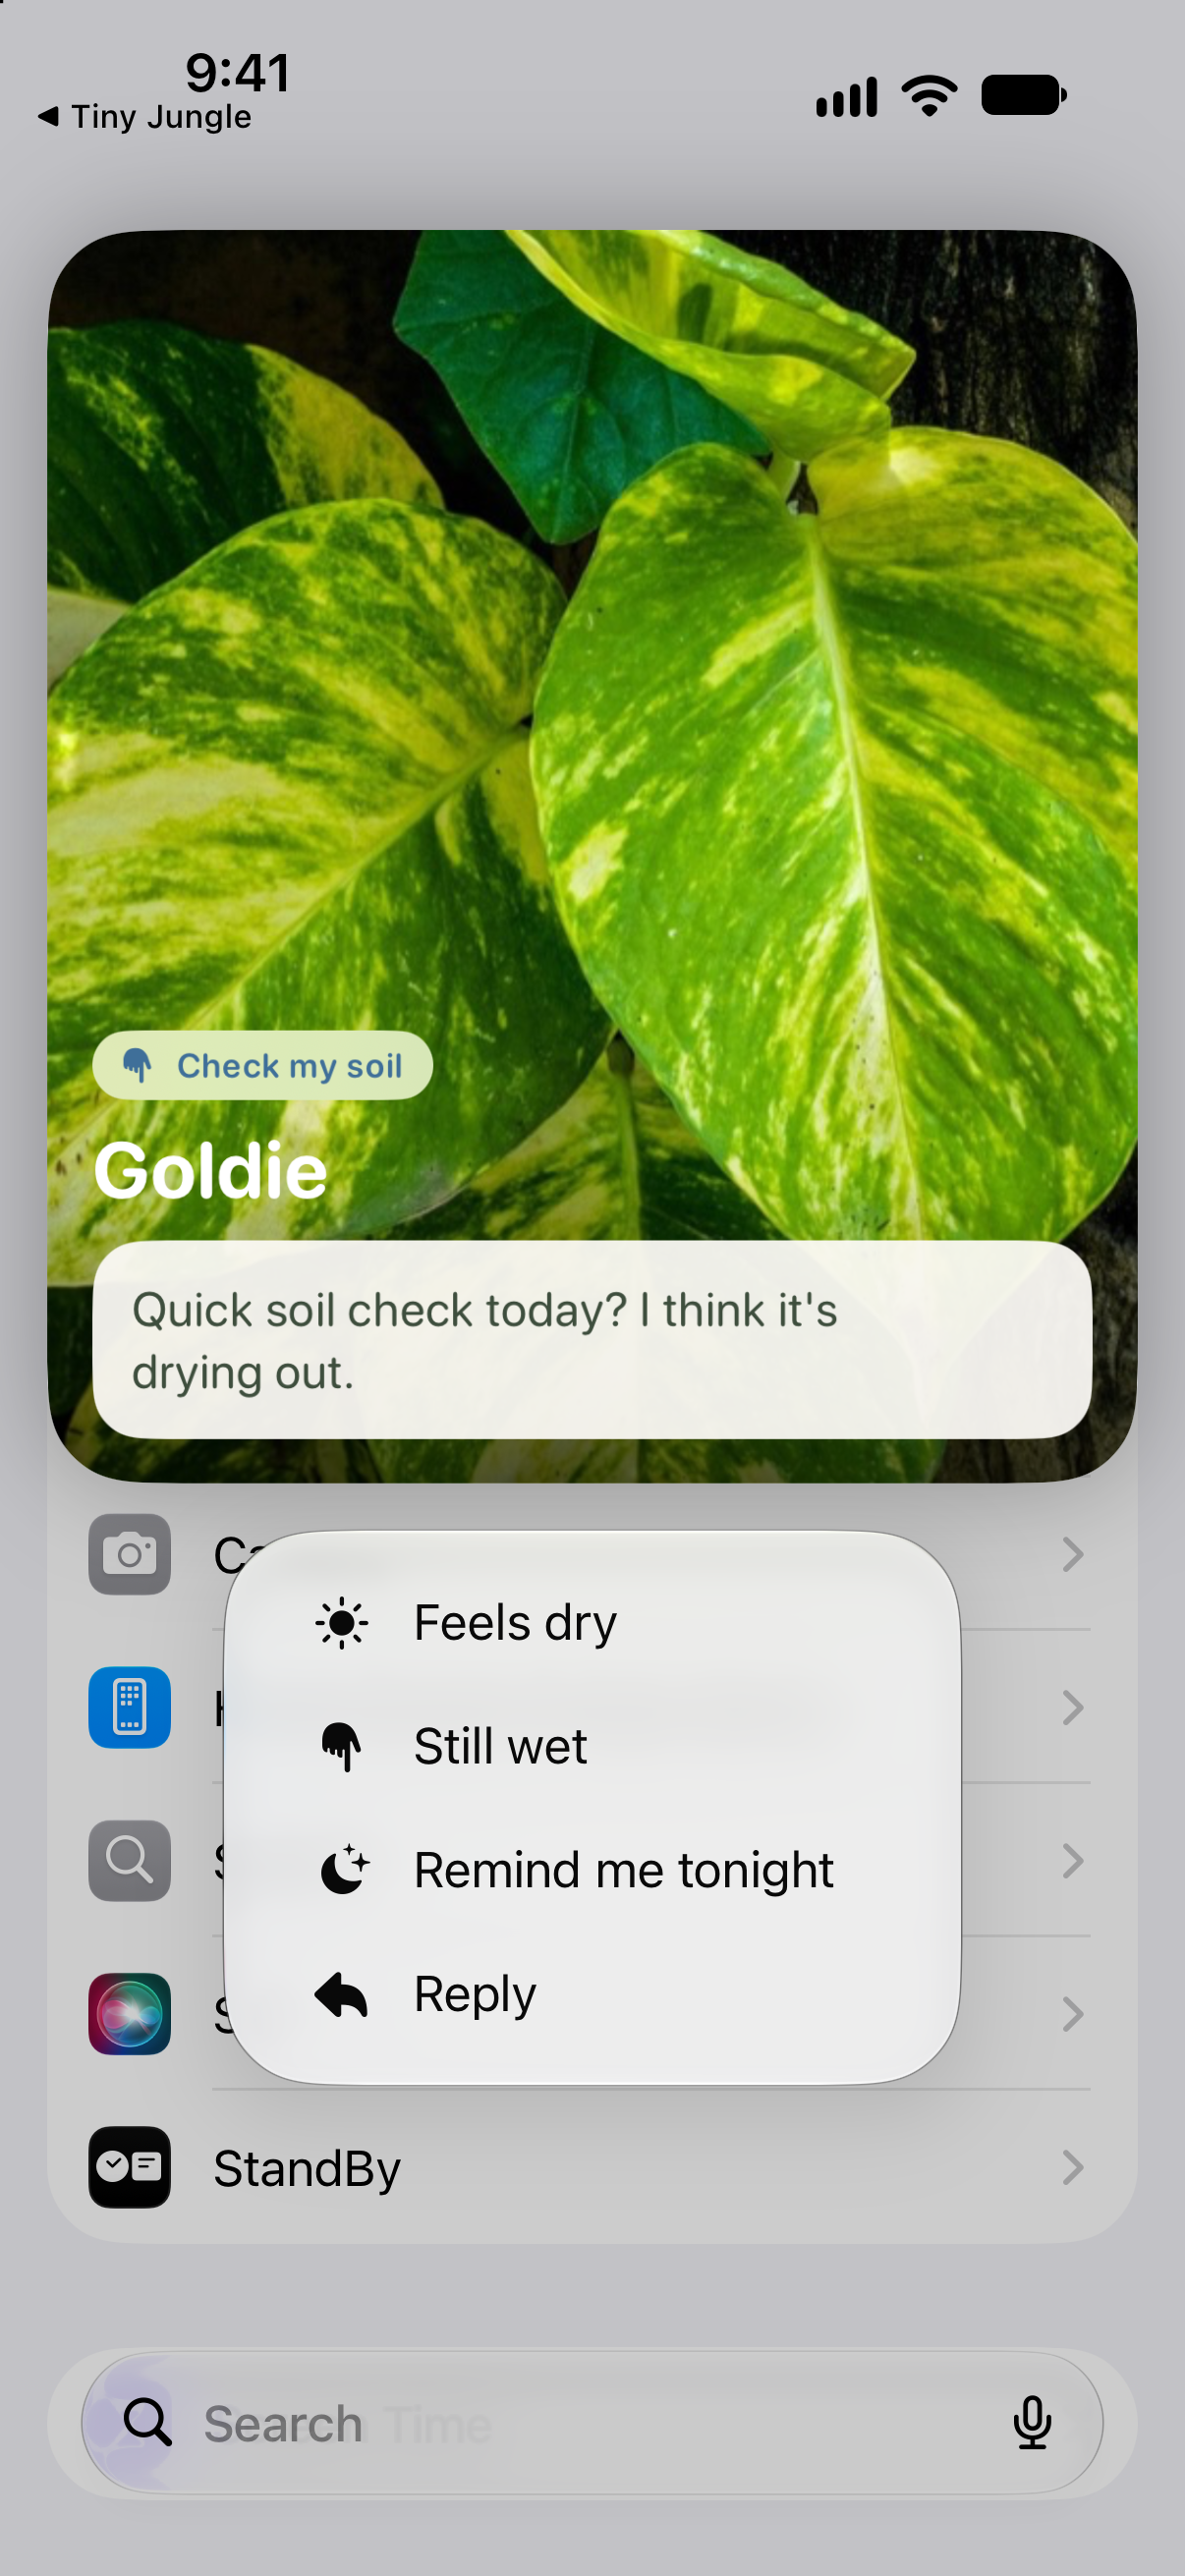 9:41
Tiny Jungle
Check my soil
Goldie
Quick soil check today? I think it's
drying out.
Feels dry
Still wet
Remind me tonight
Reply
StandBy
Search
Time